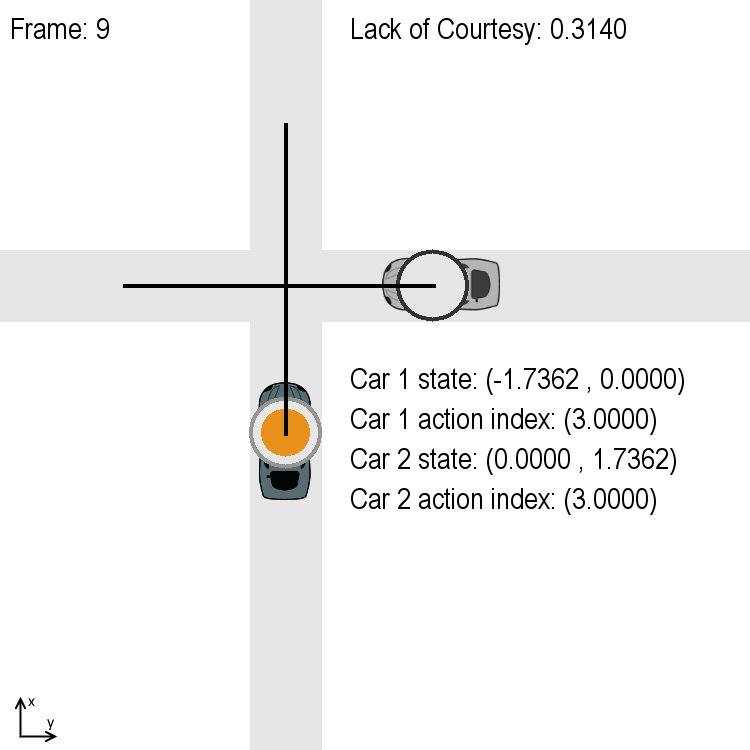 Frame: 9
Lack of Courtesy: 0.3140
Car 1 state: (-1.7362 , 0.0000)
Car 1 action index: (3.0000)
Car 2 state: (0.0000 , 1.7362)
Car 2 action index: (3.0000)
x
y